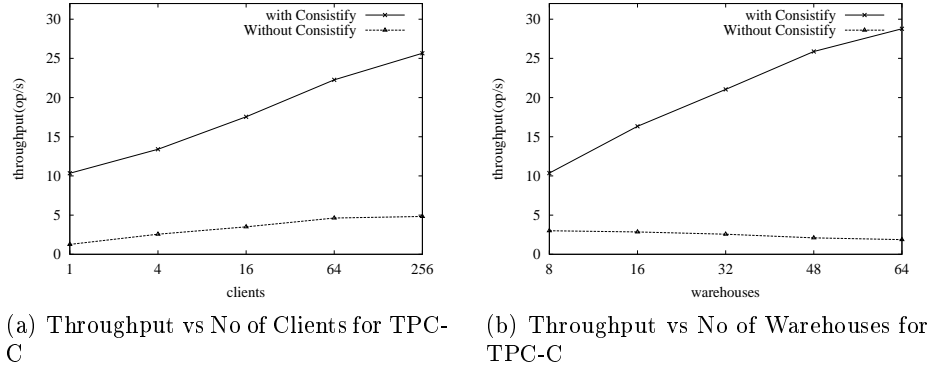 30
25
20
15
10
5
0
throughput(op/s)
with Consistify
Without Consistify
1 4 16 64 256
clients
(a) Throughput vs No of Clients for TPC-
C
30
25
20
15
10
5
0
throughput(op/s)
with Consistify
Without Consistify
8 16 32 48 64
warehouses
(b) Throughput vs No of Warehouses for
TPC-C